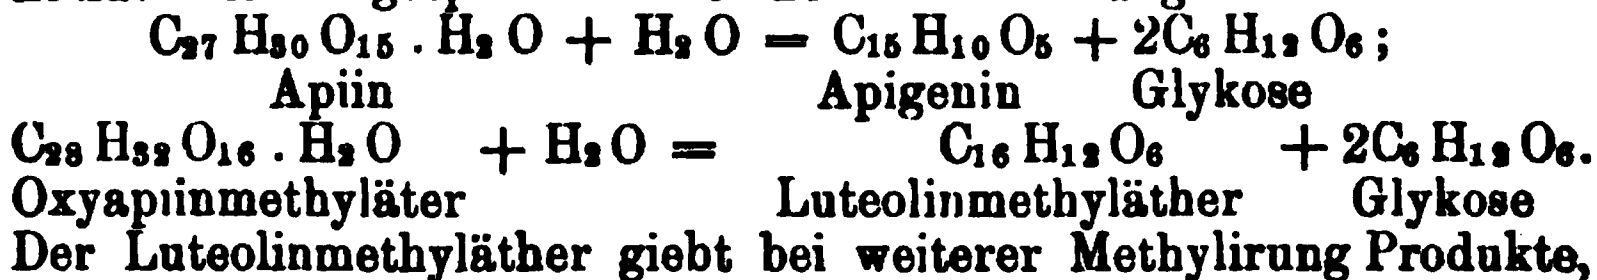 C₂₇ H₃₀ O₁₅ . H₂ O + H₂ O = C₁₅ H₁₀ O₅ + 2C₆ H₁₂ O₆ ;
Apiin Apigenin Glykose
C₂₈ H₃₂ O₁₆ . H₂ O + H₂ O = C₁₆ H₁₂ O₆ + 2C₆ H₁₂ O₆.
Oxyapiinmethyläter Luteolinmethyläther Glykose
Der Luteolinmethyläther giebt bei weiterer Methylirung Produkte,